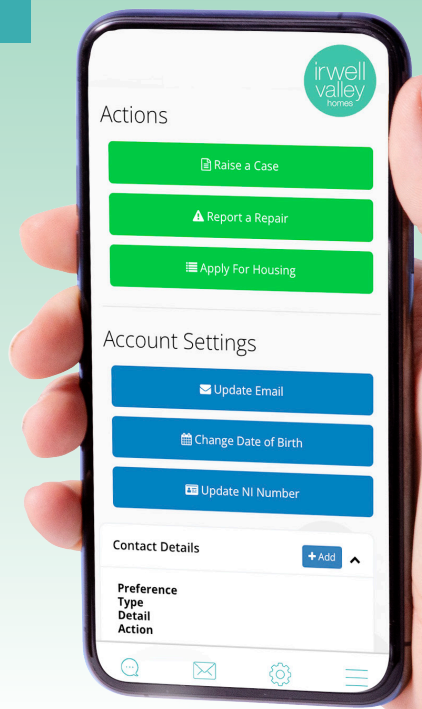 irwell
valley
homes
Actions
Raise a Case
Report a Repair
Apply For Housing
Account Settings
Update Email
Change Date of Birth
Update NI Number
Contact Details
+ Add
Preference
Type
Detail
Action